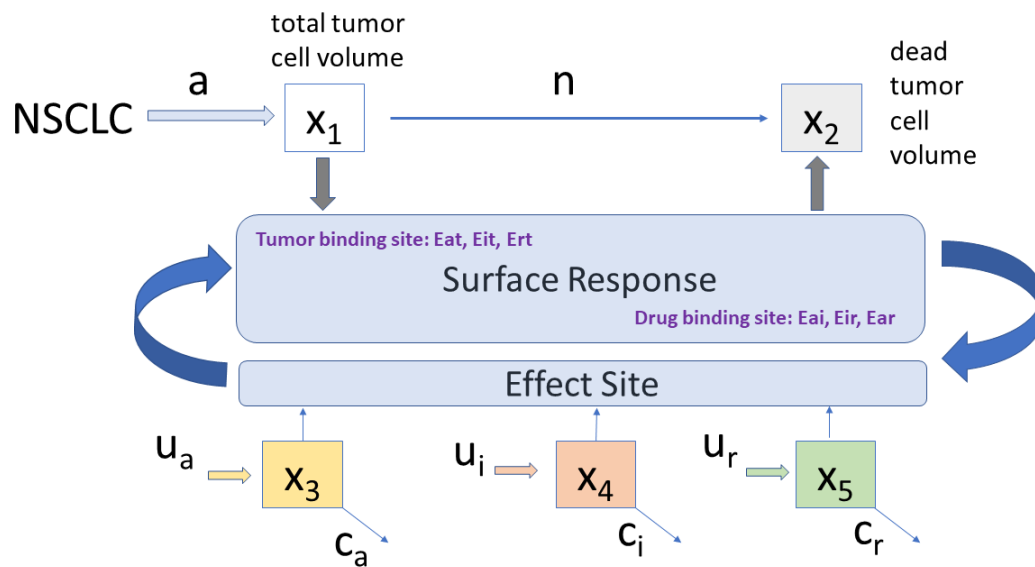 total tumor
cell volume
dead
tumor
cell
volume
a
n
NSCLC
x1
x2
Tumor binding site: Eat, Eit, Ert
Surface Response
Drug binding site: Eai, Eir, Ear
Effect Site
ua
ui
ur
x3
x4
x5
ca
ci
cr